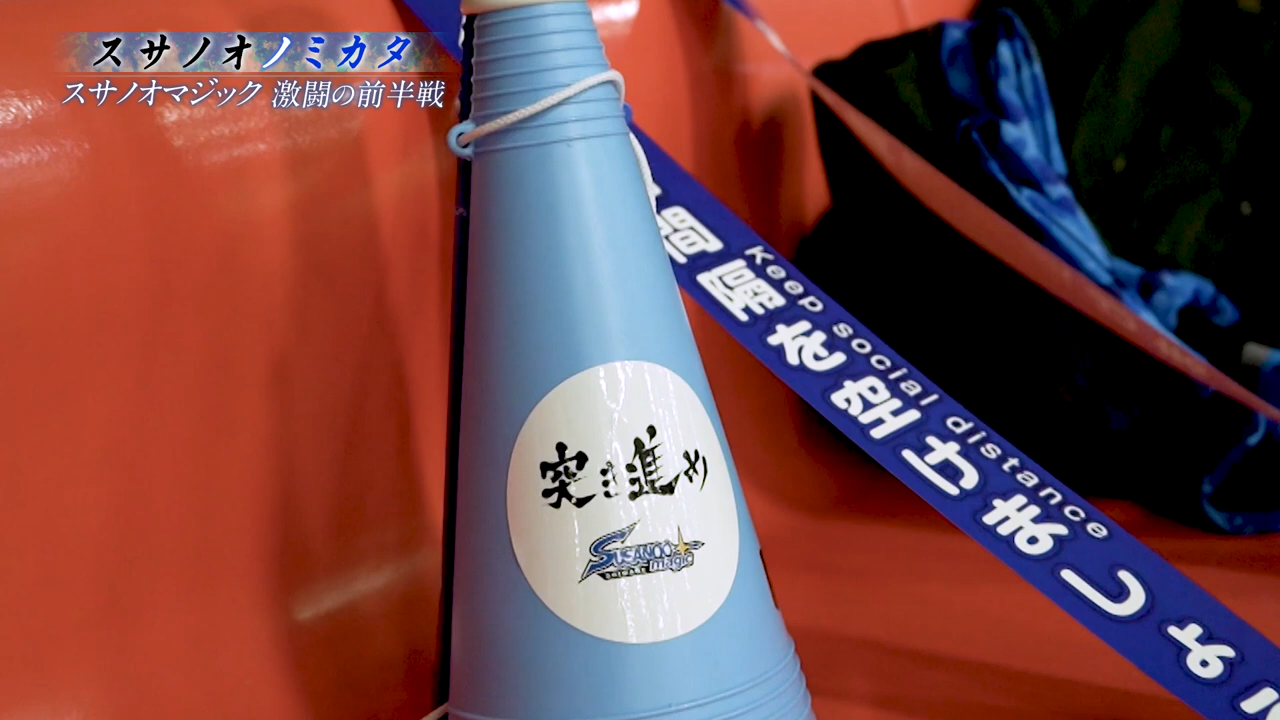 スサノオノミカタ
スサノオマジック 激闘の前半戦
間隔を空けましょ
Keep social distance
突き進め
SUSANOO
SHIMANE magic